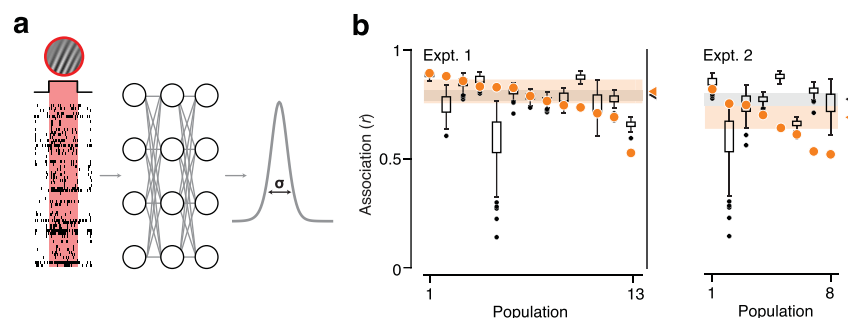 a
b
σ
Expt. 1
Expt. 2
Association (r)
1
0.5
0
1
13
1
8
Population
Population